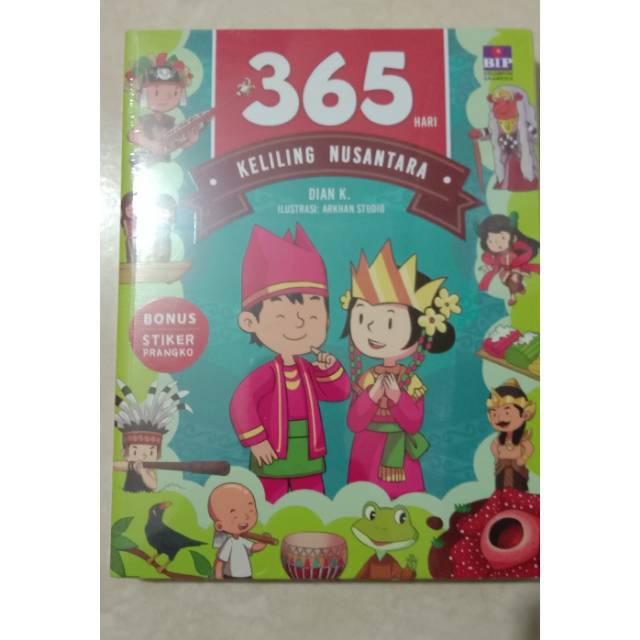 365
HARI
KELILING NUSANTARA
DIAN K.
ILUSTRASI: ARKHAN STUDIO
BIP
BONUS
STIKER
PRANGKO